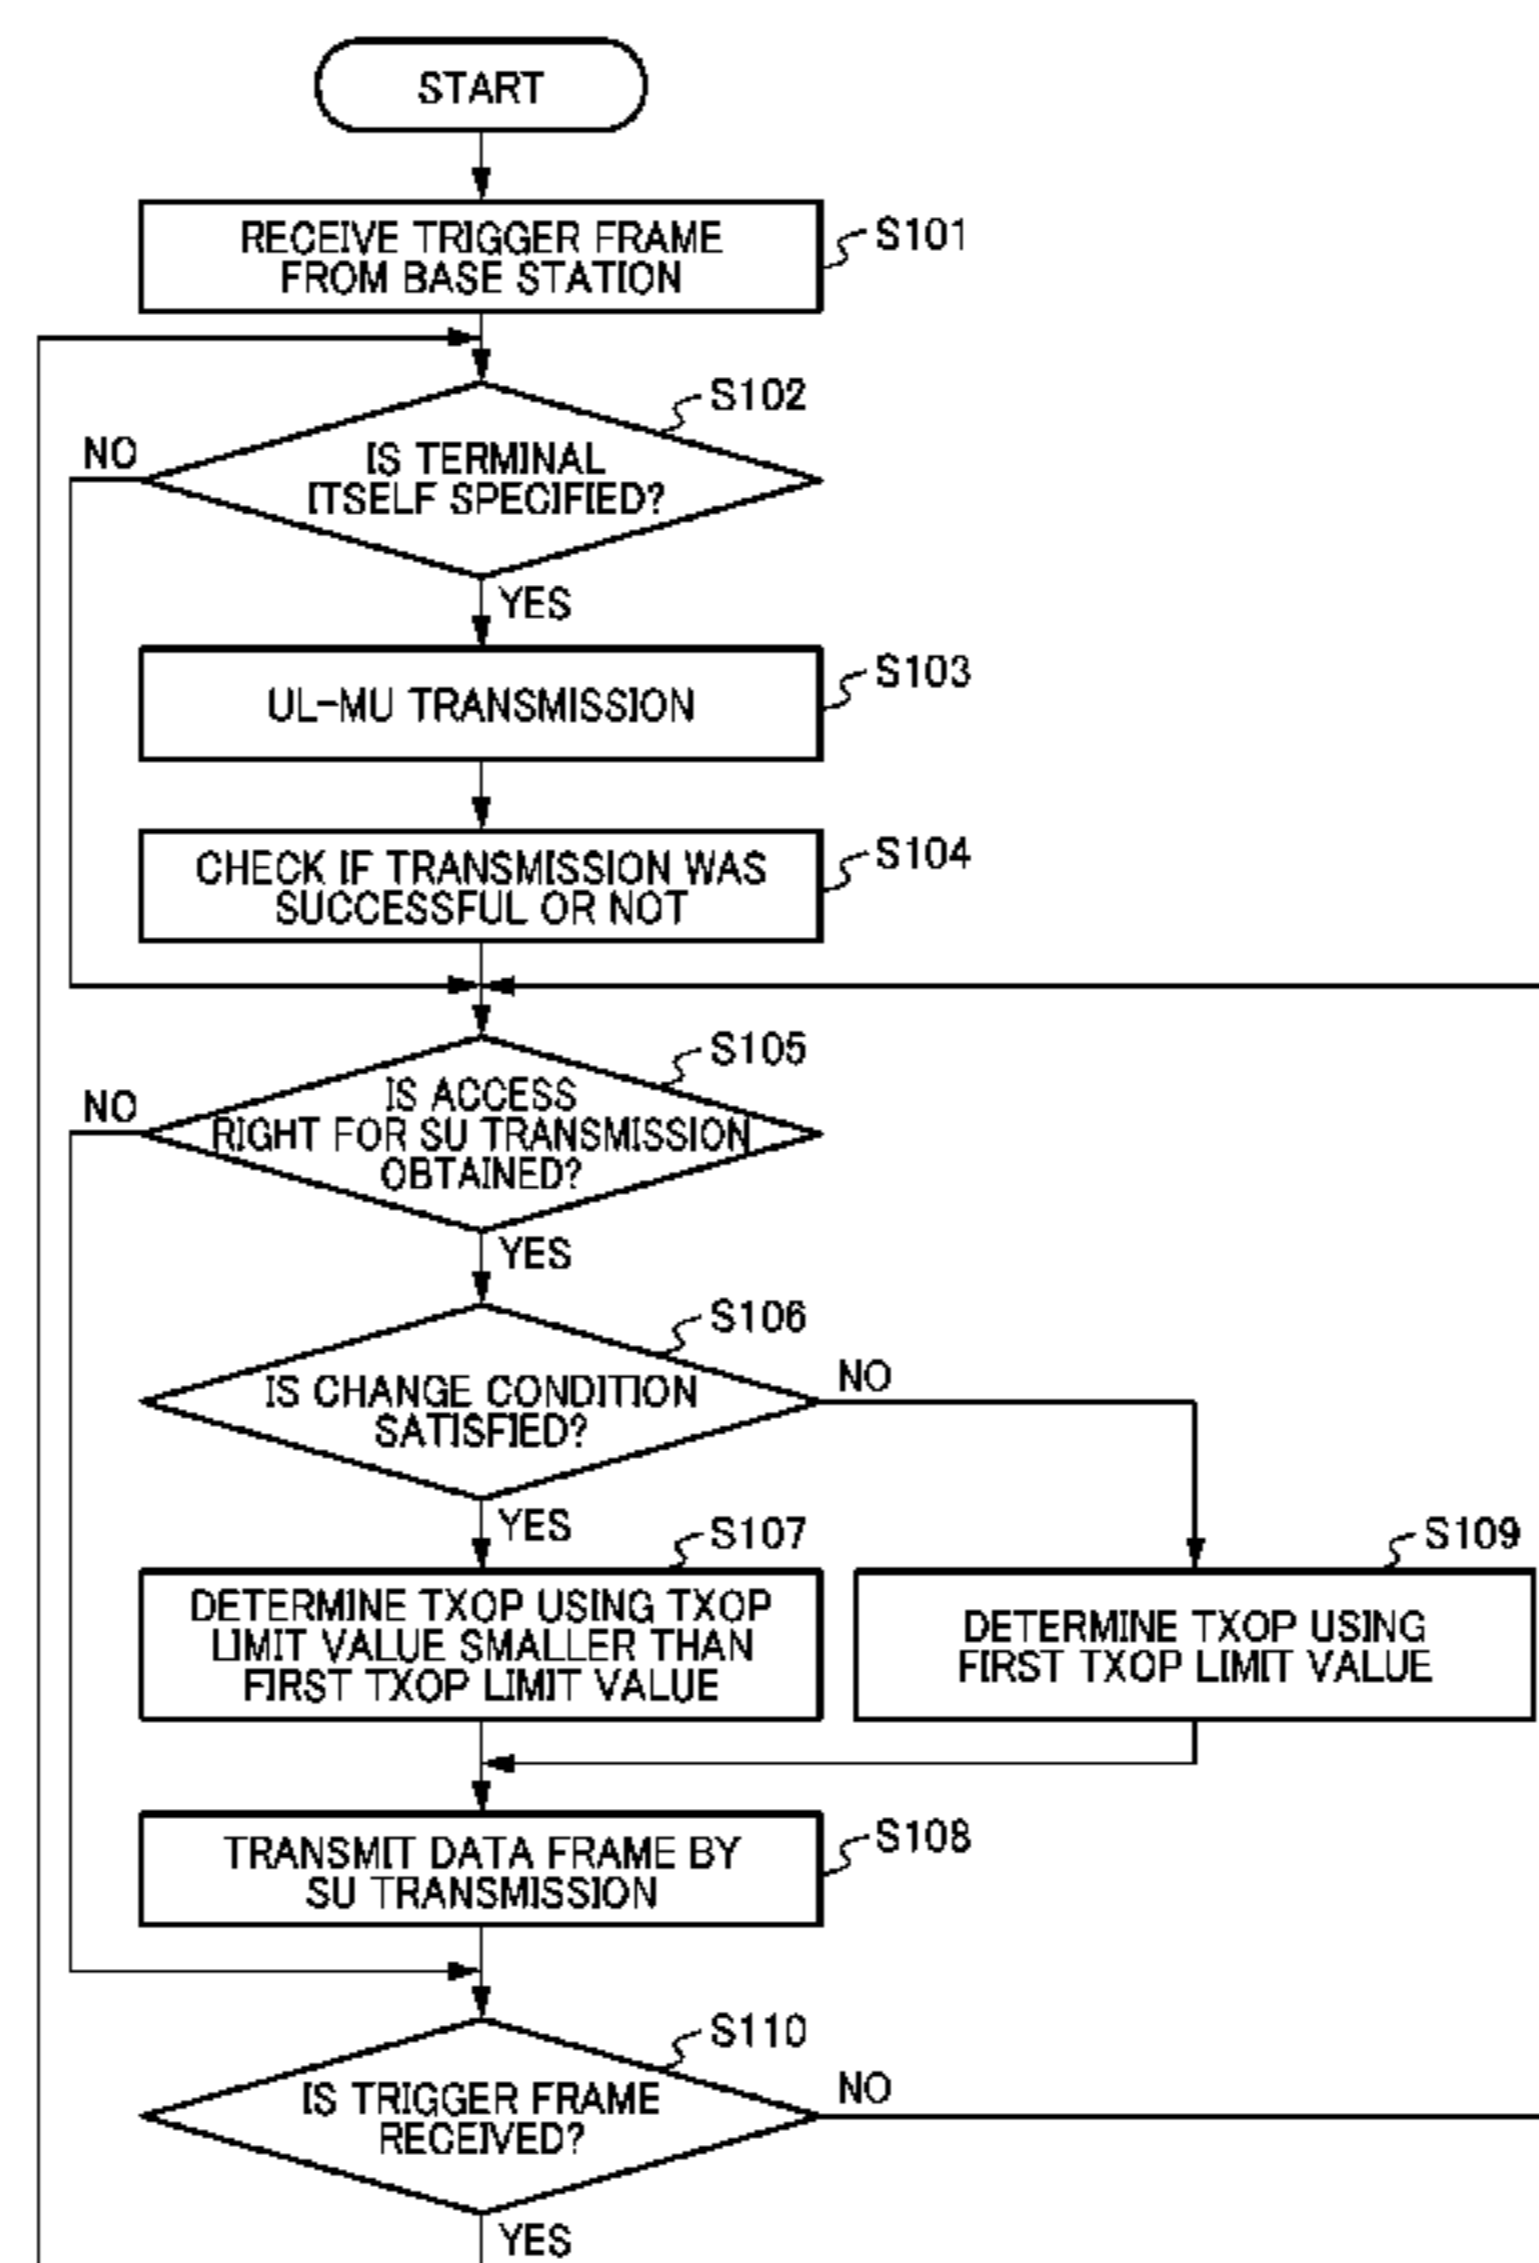 START
RECEIVE TRIGGER FRAME
FROM BASE STATION
S101
S102
NO
IS TERMINAL
ITSELF SPECIFIED?
YES
UL-MU TRANSMISSION
S103
CHECK IF TRANSMISSION WAS
SUCCESSFUL OR NOT
S104
S105
NO
IS ACCESS
RIGHT FOR SU TRANSMISSION
OBTAINED?
YES
S106
NO
IS CHANGE CONDITION
SATISFIED?
YES
S107
DETERMINE TXOP USING TXOP
LIMIT VALUE SMALLER THAN
FIRST TXOP LIMIT VALUE
S109
DETERMINE TXOP USING
FIRST TXOP LIMIT VALUE
TRANSMIT DATA FRAME BY
SU TRANSMISSION
S108
S110
IS TRIGGER FRAME
RECEIVED?
NO
YES